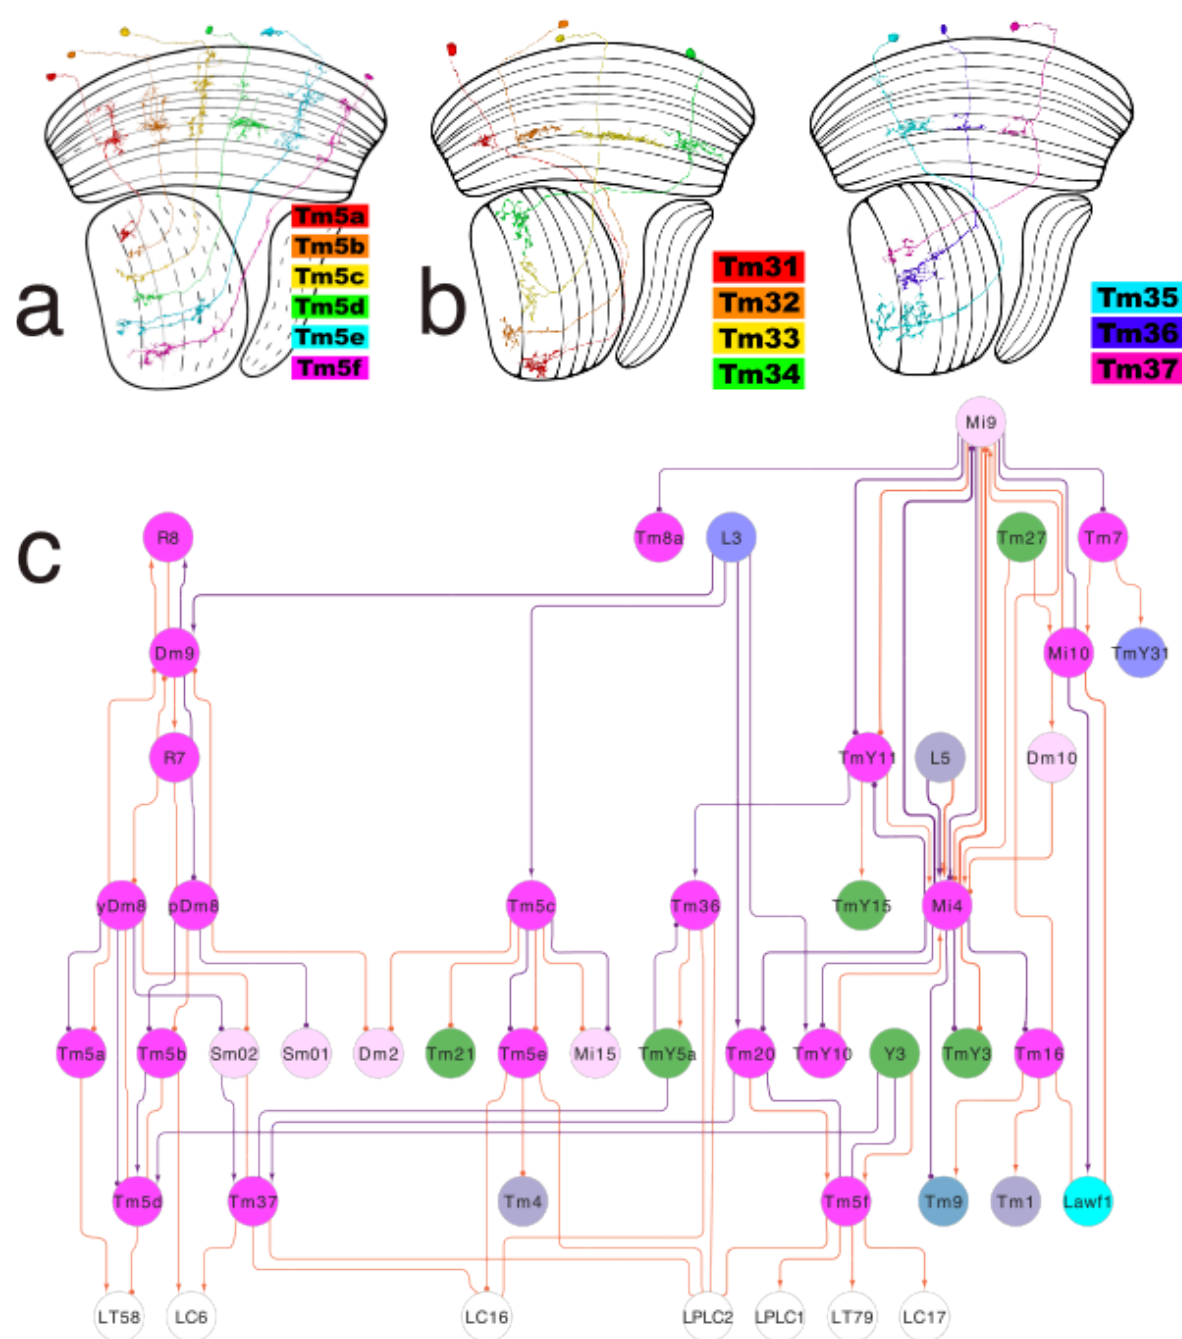 a
Tm5a
Tm5b
Tm5c
Tm5d
Tm5e
Tm5f
b
Tm31
Tm32
Tm33
Tm34
Tm35
Tm36
Tm37
c
Mi9
R8
Tm8a
L3
Tm27
Tm7
Dm9
Mi10
TmY31
R7
TmY11
L5
Dm10
yDm8
pDm8
Tm5c
Tm36
TmY15
Mi4
Tm5a
Tm5b
Sm02
Sm01
Dm2
Tm21
Tm5e
Mi15
TmY5a
Tm20
TmY10
Y3
TmY3
Tm16
Tm5d
Tm37
Tm4
Tm5f
Tm9
Tm1
Lawf1
LT58
LC6
LC16
LPLC2
LPLC1
LT79
LC17